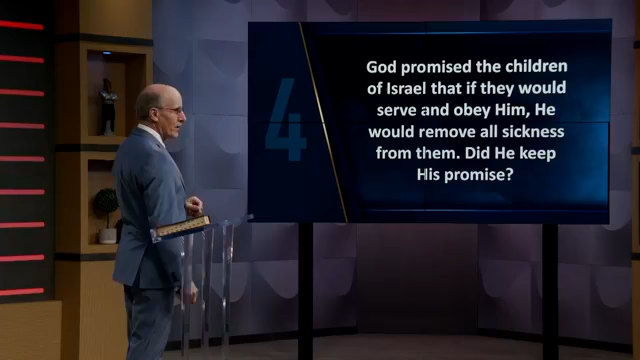 4
God promised the children
of Israel that if they would
serve and obey Him, He
would remove all sickness
from them. Did He keep
His promise?